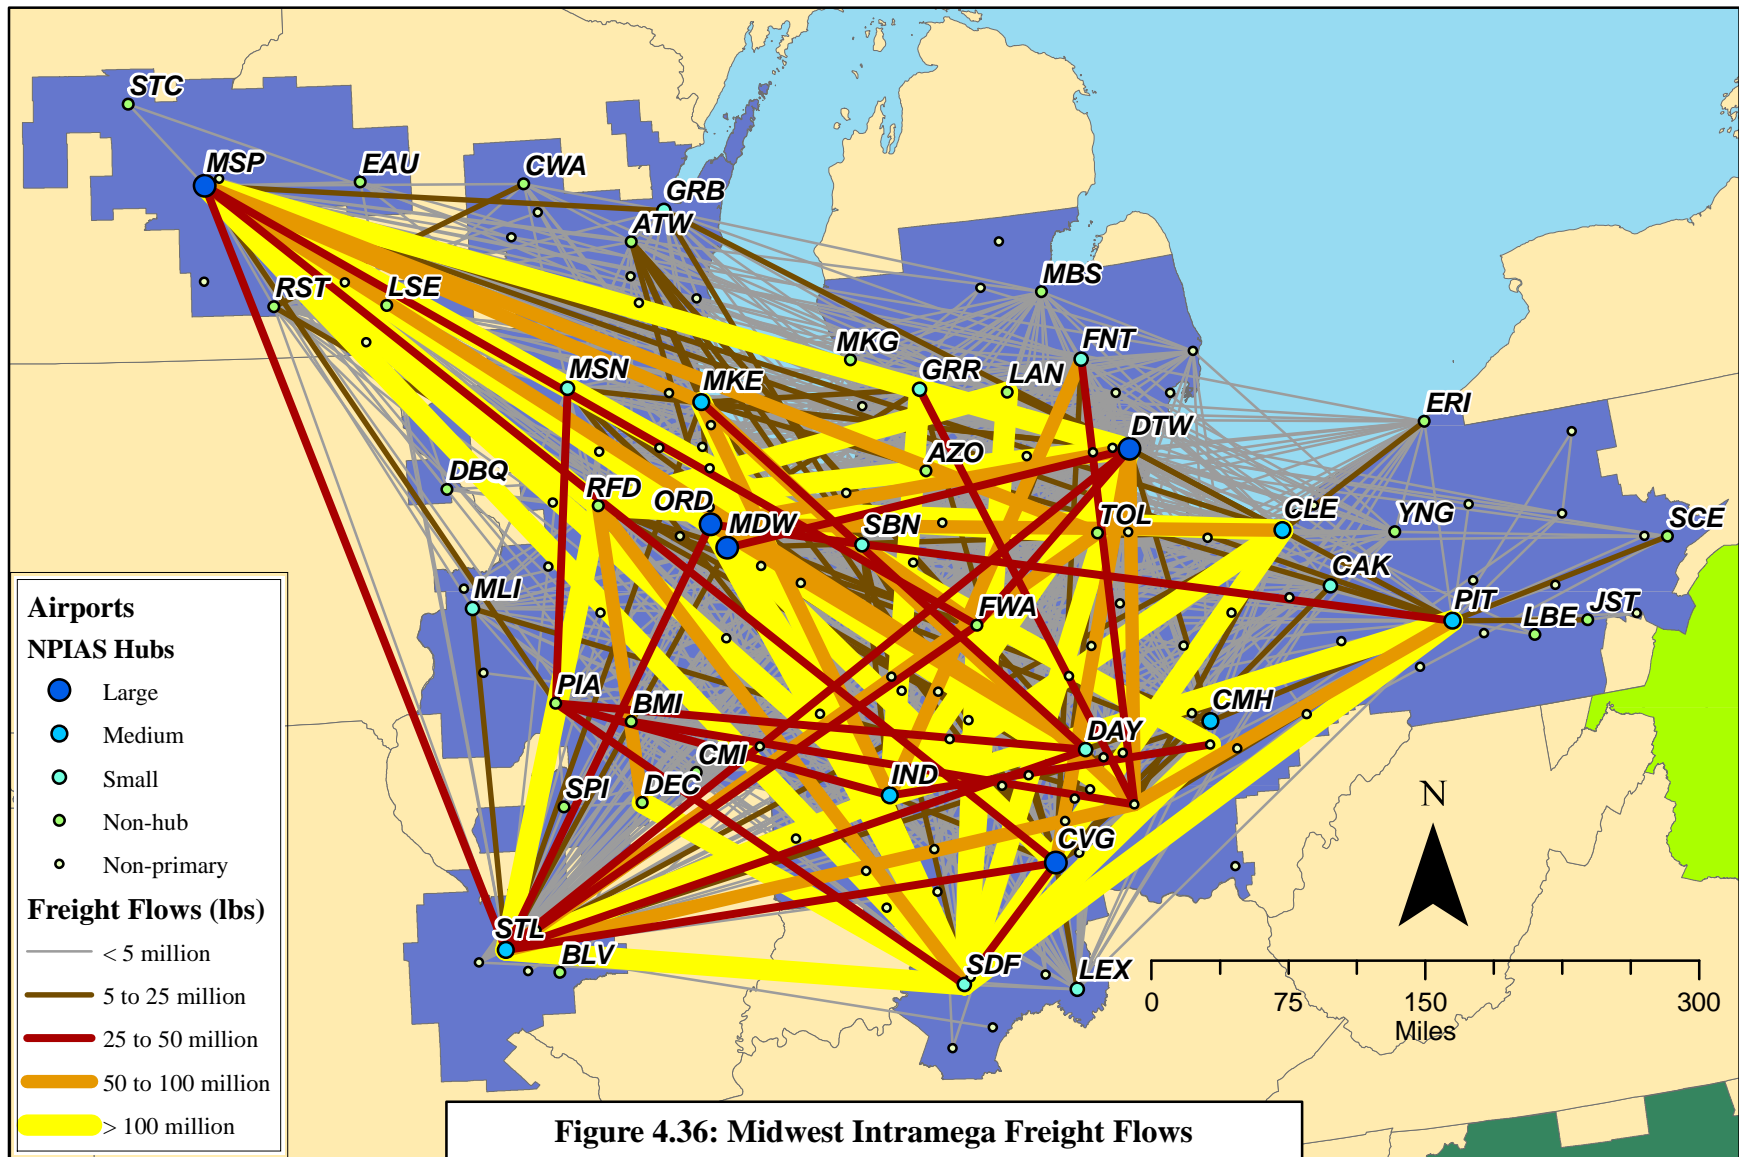 STC
MSP
EAU
CWA
GRB
ATW
RST
LSE
MBS
MKG
FNT
MSN
MKE
GRR
LAN
ERI
DTW
DBQ
AZO
RFD
ORD
MDW
SBN
TOL
CLE
YNG
SCE
MLI
CAK
FWA
PIT
LBE
JST
PIA
BMI
CMH
DAY
CMI
IND
SPI
DEC
CVG
STL
BLV
SDF
LEX
Airports
NPIAS Hubs
Large
Medium
Small
Non-hub
Non-primary
Freight Flows (lbs)
< 5 million
5 to 25 million
25 to 50 million
50 to 100 million
> 100 million
N
0 75 150 300
Miles
Figure 4.36: Midwest Intramega Freight Flows